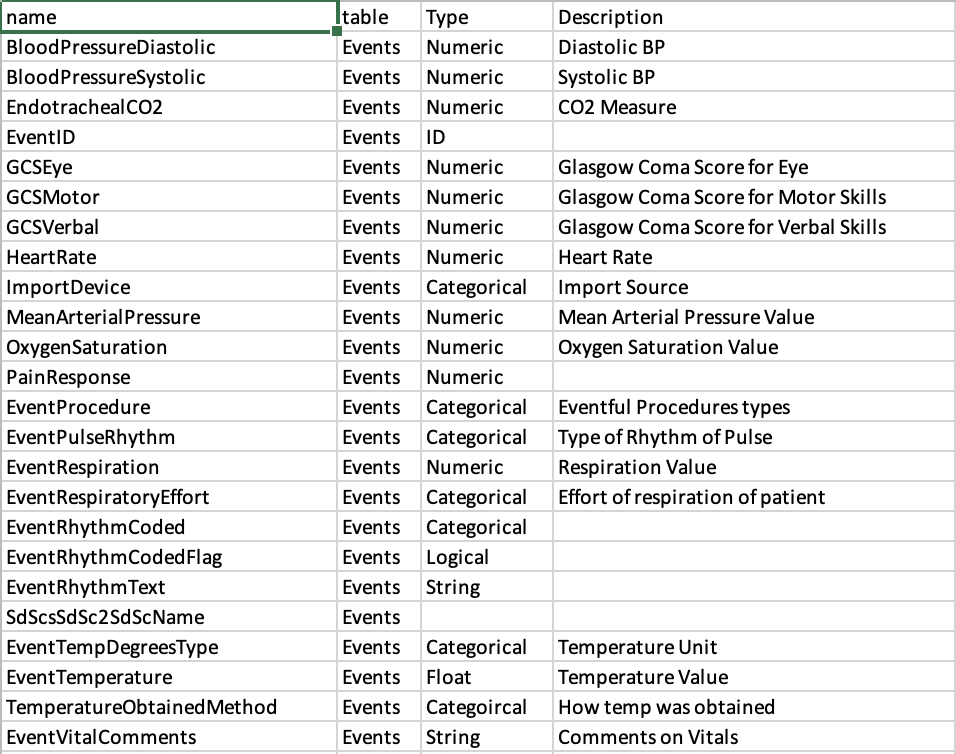 name table Type Description
BloodPressureDiastolic Events Numeric Diastolic BP
BloodPressureSystolic Events Numeric Systolic BP
EndotrachealCO2 Events Numeric CO2 Measure
EventID Events ID
GCSEye Events Numeric Glasgow Coma Score for Eye
GCSMotor Events Numeric Glasgow Coma Score for Motor Skills
GCSVerbal Events Numeric Glasgow Coma Score for Verbal Skills
HeartRate Events Numeric Heart Rate
ImportDevice Events Categorical Import Source
MeanArterialPressure Events Numeric Mean Arterial Pressure Value
OxygenSaturation Events Numeric Oxygen Saturation Value
PainResponse Events Numeric
EventProcedure Events Categorical Eventful Procedures types
EventPulseRhythm Events Categorical Type of Rhythm of Pulse
EventRespiration Events Numeric Respiration Value
EventRespiratoryEffort Events Categorical Effort of respiration of patient
EventRhythmCoded Events Categorical
EventRhythmCodedFlag Events Logical
EventRhythmText Events String
SdScsSdSc2SdScName Events
EventTempDegreesType Events Categorical Temperature Unit
EventTemperature Events Float Temperature Value
TemperatureObtainedMethod Events Categoircal How temp was obtained
EventVitalComments Events String Comments on Vitals